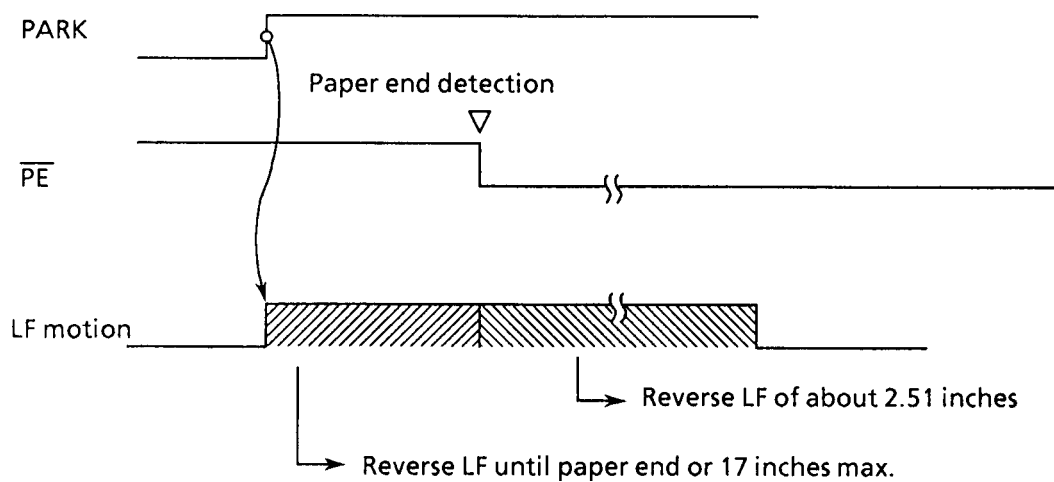 PARK
Paper end detection
PE
LF motion
Reverse LF of about 2.51 inches
Reverse LF until paper end or 17 inches max.